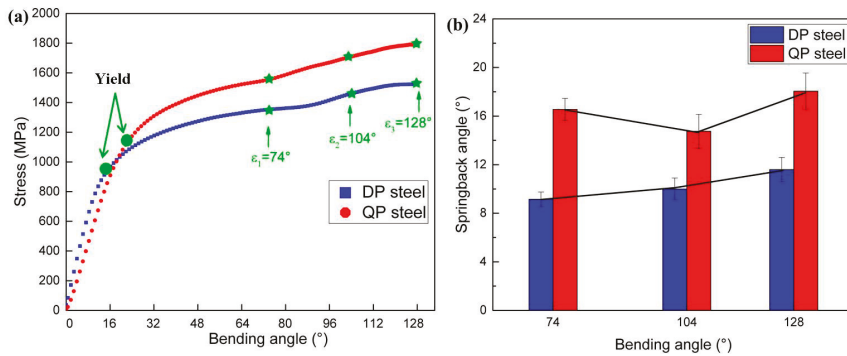 (a)
2000
1800
1600
1400
1200
1000
800
600
400
200
0
Stress (MPa)
Yield
ε1=74°
ε2=104°
ε3=128°
DP steel
QP steel
0 16 32 48 64 80 96 112 128
Bending angle (°)
(b)
24
20
16
12
8
4
0
Springback angle (°)
DP steel
QP steel
74 104 128
Bending angle (°)